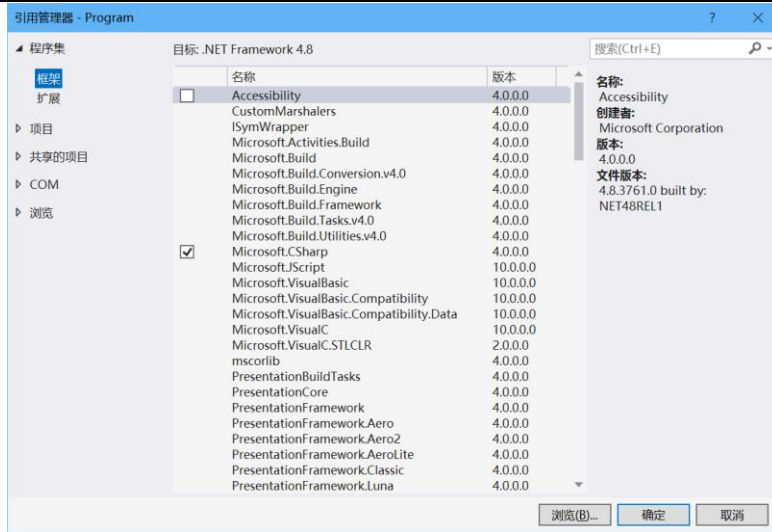 引用管理器 - Program
? ×
程序集
框架
扩展
项目
共享的项目
COM
浏览
目标: .NET Framework 4.8
搜索(Ctrl+E)
名称 版本
Accessibility 4.0.0.0
CustomMarshalers 4.0.0.0
ISymWrapper 4.0.0.0
Microsoft.Activities.Build 4.0.0.0
Microsoft.Build 4.0.0.0
Microsoft.Build.Conversion.v4.0 4.0.0.0
Microsoft.Build.Engine 4.0.0.0
Microsoft.Build.Framework 4.0.0.0
Microsoft.Build.Tasks.v4.0 4.0.0.0
Microsoft.Build.Utilities.v4.0 4.0.0.0
Microsoft.CSharp 4.0.0.0
Microsoft.JScript 10.0.0.0
Microsoft.VisualBasic 10.0.0.0
Microsoft.VisualBasic.Compatibility 10.0.0.0
Microsoft.VisualBasic.Compatibility.Data 10.0.0.0
Microsoft.VisualC 10.0.0.0
Microsoft.VisualC.STLCLR 2.0.0.0
mscorlib 4.0.0.0
PresentationBuildTasks 4.0.0.0
PresentationCore 4.0.0.0
PresentationFramework 4.0.0.0
PresentationFramework.Aero 4.0.0.0
PresentationFramework.Aero2 4.0.0.0
PresentationFramework.AeroLite 4.0.0.0
PresentationFramework.Classic 4.0.0.0
PresentationFramework.Luna 4.0.0.0
名称:
Accessibility
创建者:
Microsoft Corporation
版本:
4.0.0.0
文件版本:
4.8.3761.0 built by:
NET48REL1
浏览(B)... 确定 取消